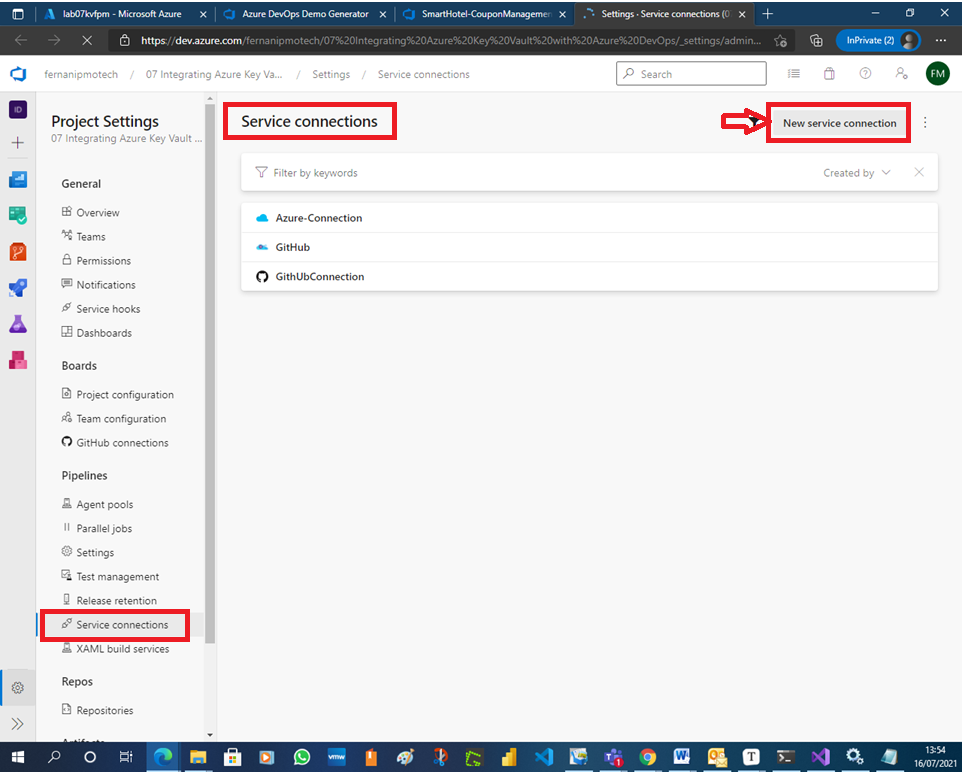 lab07kvfpm - Microsoft Azure
Azure DevOps Demo Generator
SmartHotel-CouponManagemen
Settings - Service connections (0
https://dev.azure.com/fernanipmotech/07%20Integrating%20Azure%20Key%20Vault%20with%20Azure%20DevOps/_settings/admin...
InPrivate (2)
fernanipmotech / 07 Integrating Azure Key Va... / Settings / Service connections
Search
FM
ID
Project Settings
07 Integrating Azure Key Vault ...
General
Overview
Teams
Permissions
Notifications
Service hooks
Dashboards
Boards
Project configuration
Team configuration
GitHub connections
Pipelines
Agent pools
Parallel jobs
Settings
Test management
Release retention
Service connections
XAML build services
Repos
Repositories
Artifacts
Service connections
New service connection
Filter by keywords
Created by
Azure-Connection
GitHub
GithUbConnection
vmw
13:54
16/07/2021